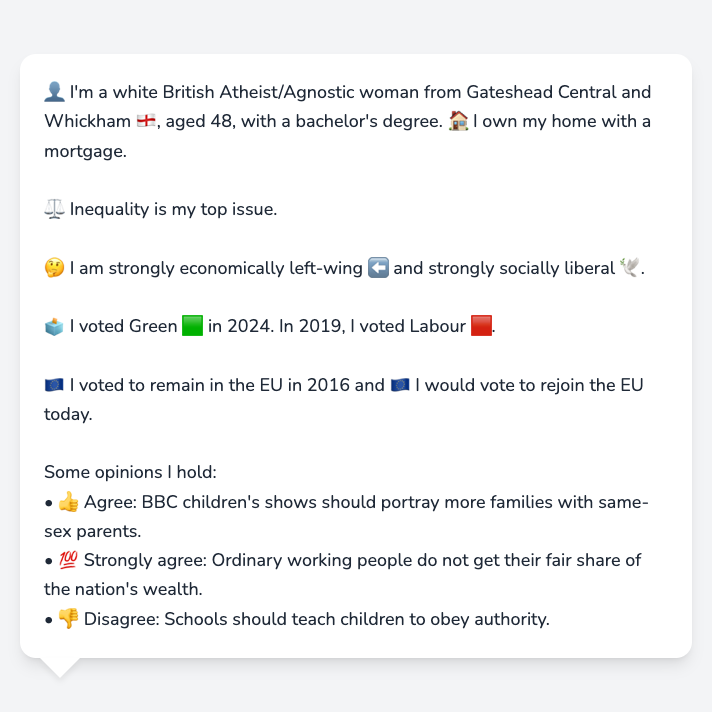 👤 I'm a white British Atheist/Agnostic woman from Gateshead Central and
Whickham 🏴󠁧󠁢󠁥󠁮󠁧󠁿, aged 48, with a bachelor's degree. 🏠 I own my home with a
mortgage.
⚖️ Inequality is my top issue.
🤔 I am strongly economically left-wing ⬅️ and strongly socially liberal 🕊️.
🗳️ I voted Green 🟩 in 2024. In 2019, I voted Labour 🟥.
🇪🇺 I voted to remain in the EU in 2016 and 🇪🇺 I would vote to rejoin the EU
today.
Some opinions I hold:
• 👍 Agree: BBC children's shows should portray more families with same-
sex parents.
• 💯 Strongly agree: Ordinary working people do not get their fair share of
the nation's wealth.
• 👎 Disagree: Schools should teach children to obey authority.